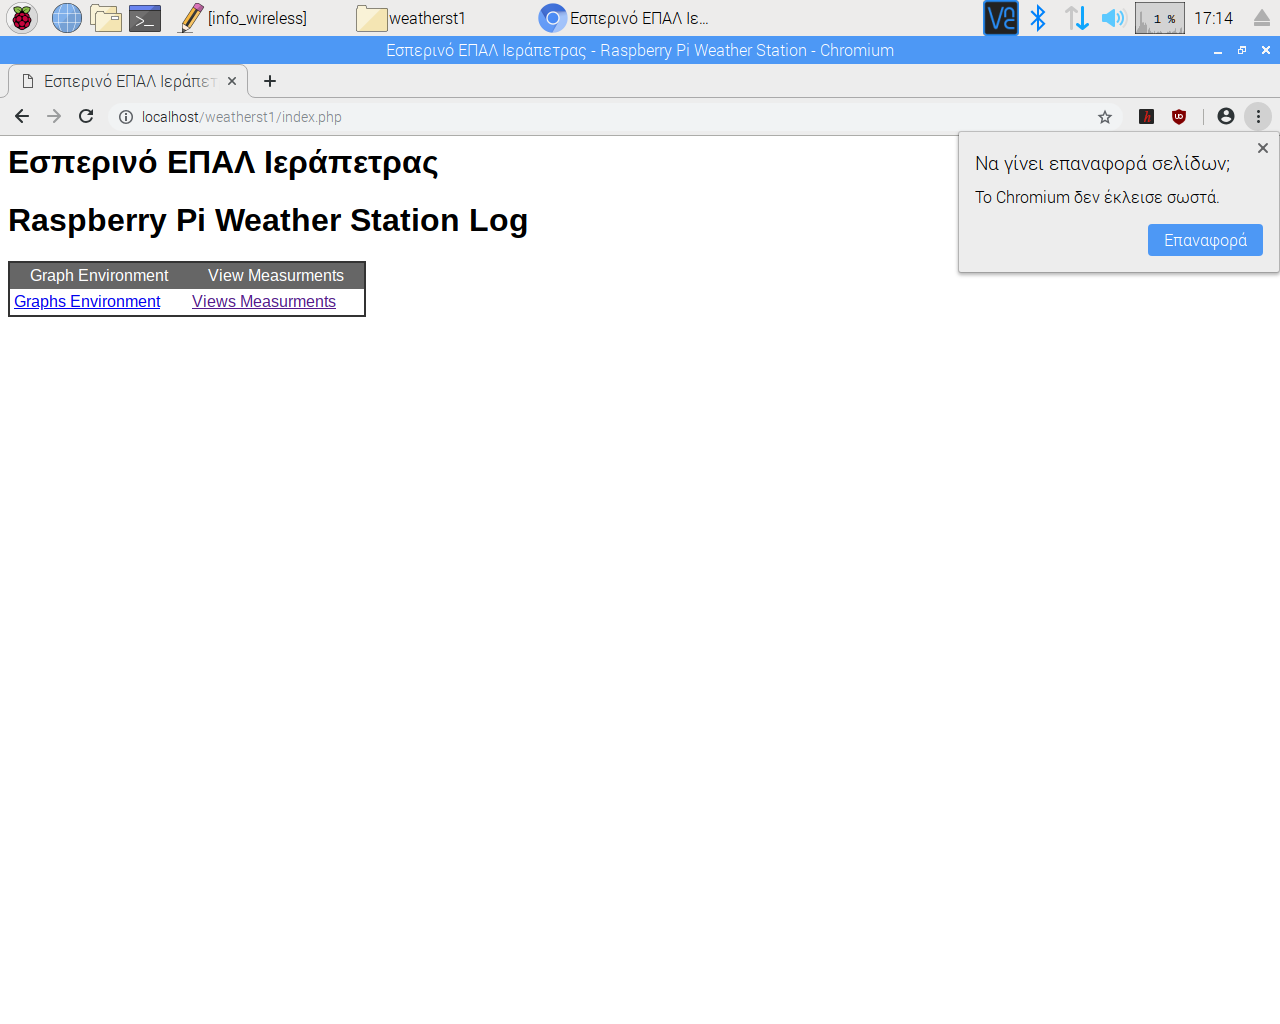 [info_wireless] weatherst1 Εσπερινό ΕΠΑΛ Ιε... 1 % 17:14
Εσπερινό ΕΠΑΛ Ιεράπετρας - Raspberry Pi Weather Station - Chromium
Εσπερινό ΕΠΑΛ Ιεράπετ
localhost/weatherst1/index.php
Εσπερινό ΕΠΑΛ Ιεράπετρας
Raspberry Pi Weather Station Log
Graph Environment View Measurments
Graphs Environment Views Measurments
Να γίνει επαναφορά σελίδων;
Το Chromium δεν έκλεισε σωστά.
Επαναφορά